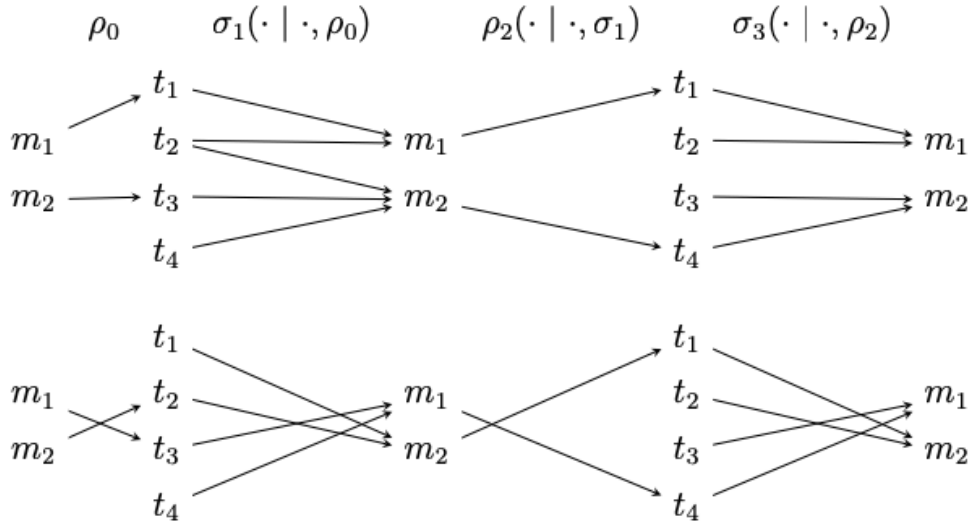 ρ₀ σ₁(· | ·, ρ₀) ρ₂(· | ·, σ₁) σ₃(· | ·, ρ₂)
t₁ t₁
m₁ t₂ m₁ t₂ m₁
m₂ t₃ m₂ t₃ m₂
t₄ t₄
t₁ t₁
m₁ t₂ m₁ t₂ m₁
m₂ t₃ m₂ t₃ m₂
t₄ t₄